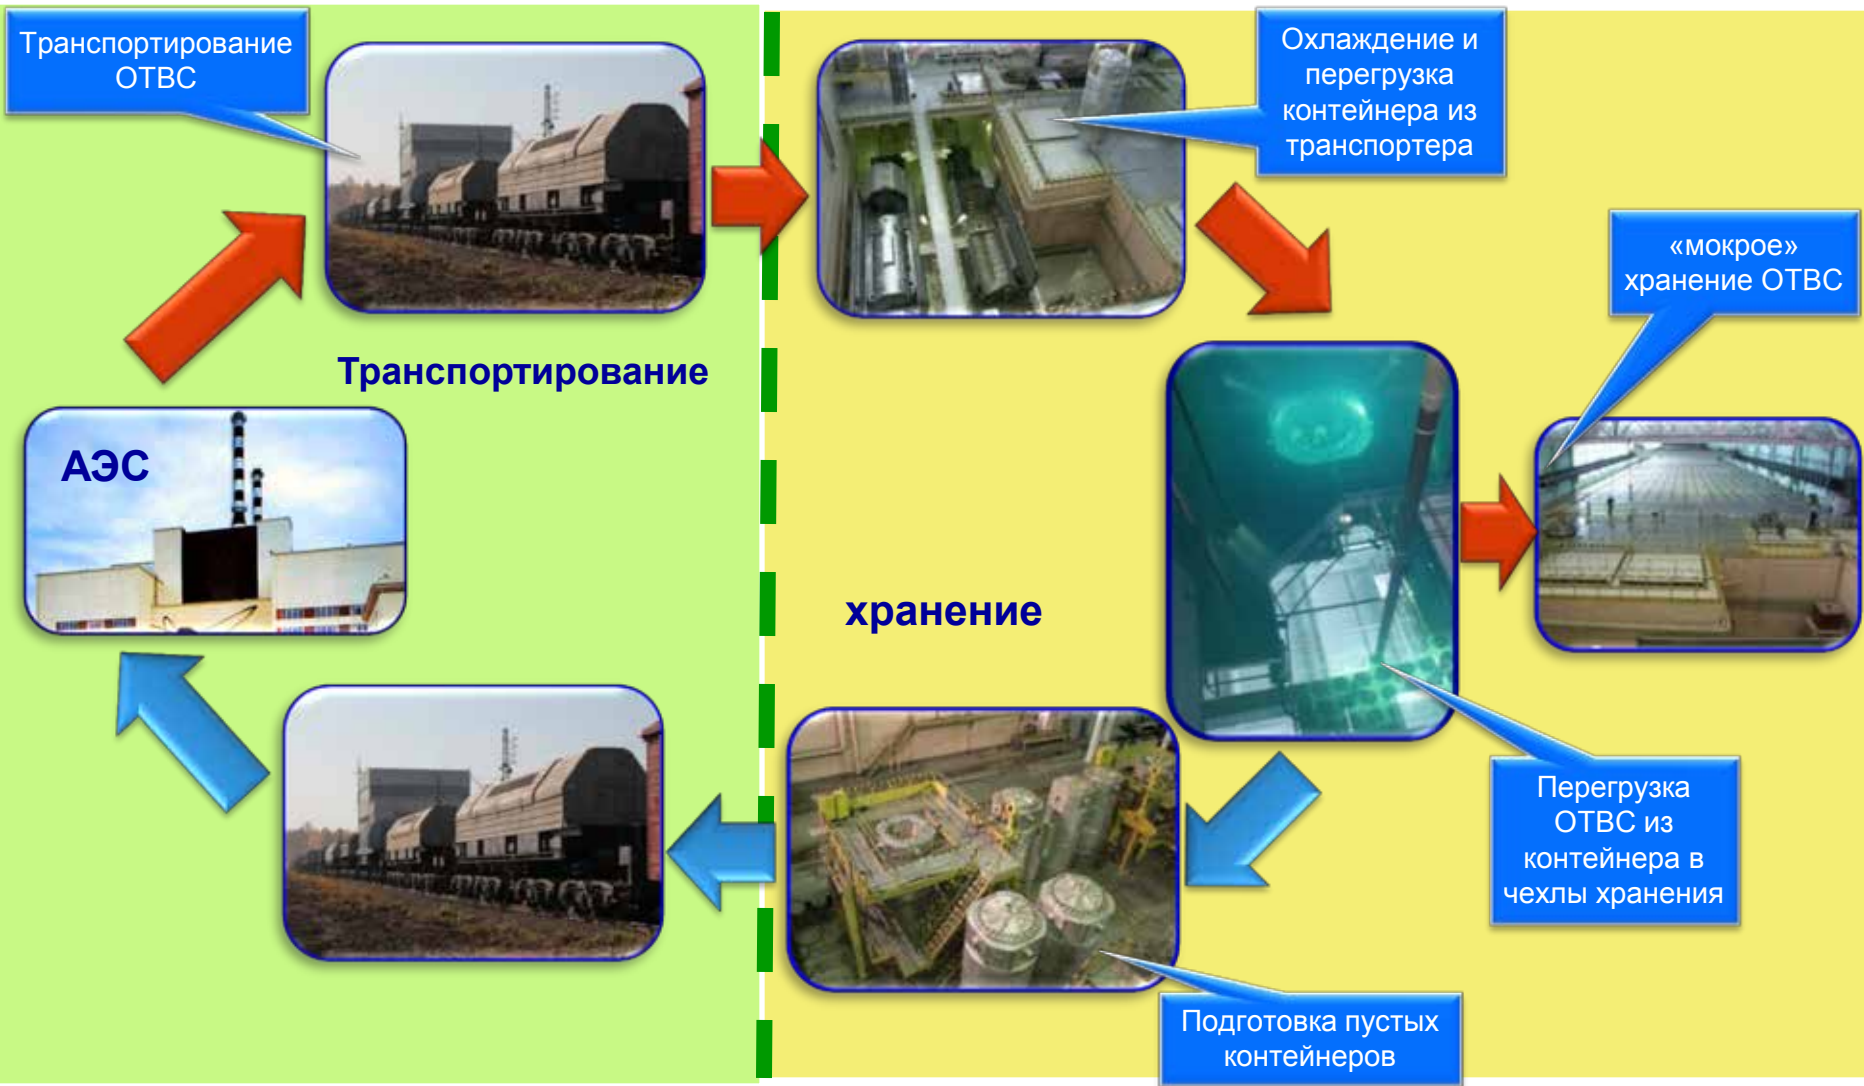 Транспортирование
ОТВС
Охлаждение и
перегрузка
контейнера из
транспортера
«мокрое»
хранение ОТВС
Транспортирование
АЭС
хранение
Перегрузка
ОТВС из
контейнера в
чехлы хранения
Подготовка пустых
контейнеров